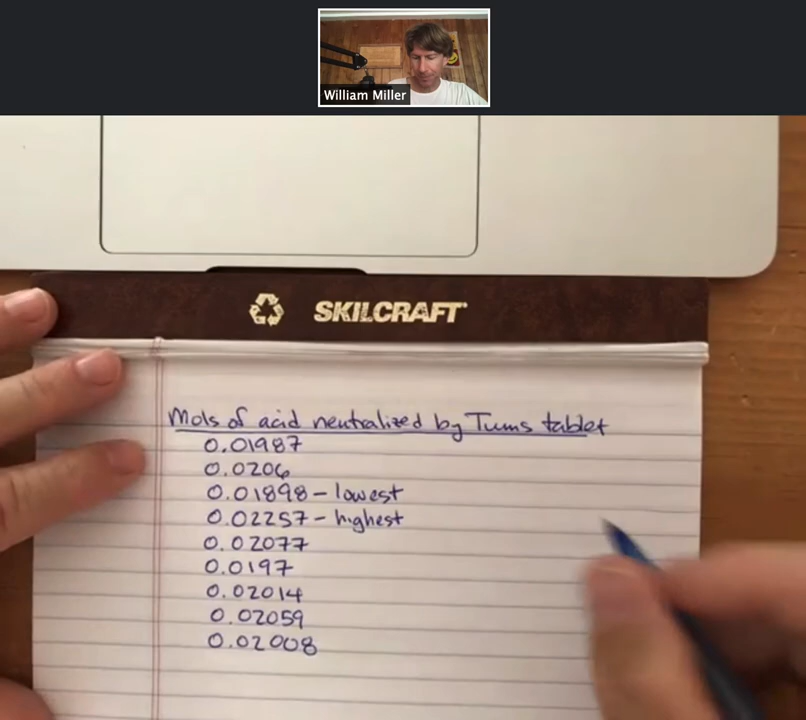 William Miller
SKILCRAFT
Mols of acid neutralized by Tums tablet
0.01987
0.0206
0.01898 - lowest
0.02257 - highest
0.02077
0.0197
0.02014
0.02059
0.02008